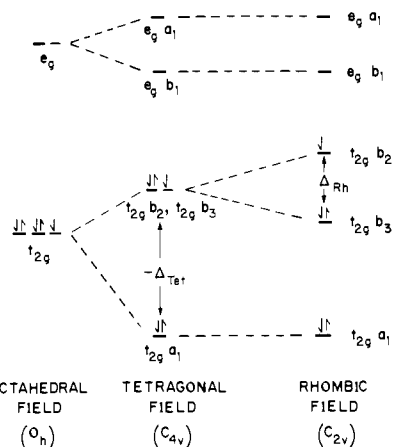 e_g a_1
e_g a_1
e_g
e_g b_1
e_g b_1
t_2g b_2
Δ_Rh
t_2g b_2, t_2g b_3
t_2g b_3
t_2g
-Δ_Tet
t_2g a_1
t_2g a_1
CTAHEDRAL TETRAGONAL RHOMBIC
FIELD FIELD FIELD
(O_h) (C_4v) (C_2v)